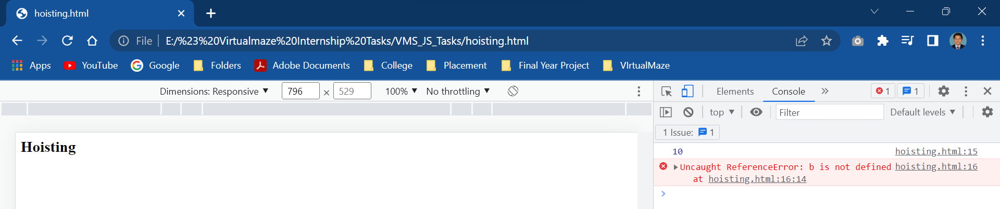 hoisting.html
File E:/%23%20Virtualmaze%20Internship%20Tasks/VMS_JS_Tasks/hoisting.html
Apps YouTube Google Folders Adobe Documents College Placement Final Year Project VIrtualMaze
Dimensions: Responsive 796 × 529 100% No throttling
Elements Console 1 1
top Filter Default levels
1 Issue: 1
Hoisting
10 hoisting.html:15
Uncaught ReferenceError: b is not defined hoisting.html:16
at hoisting.html:16:14